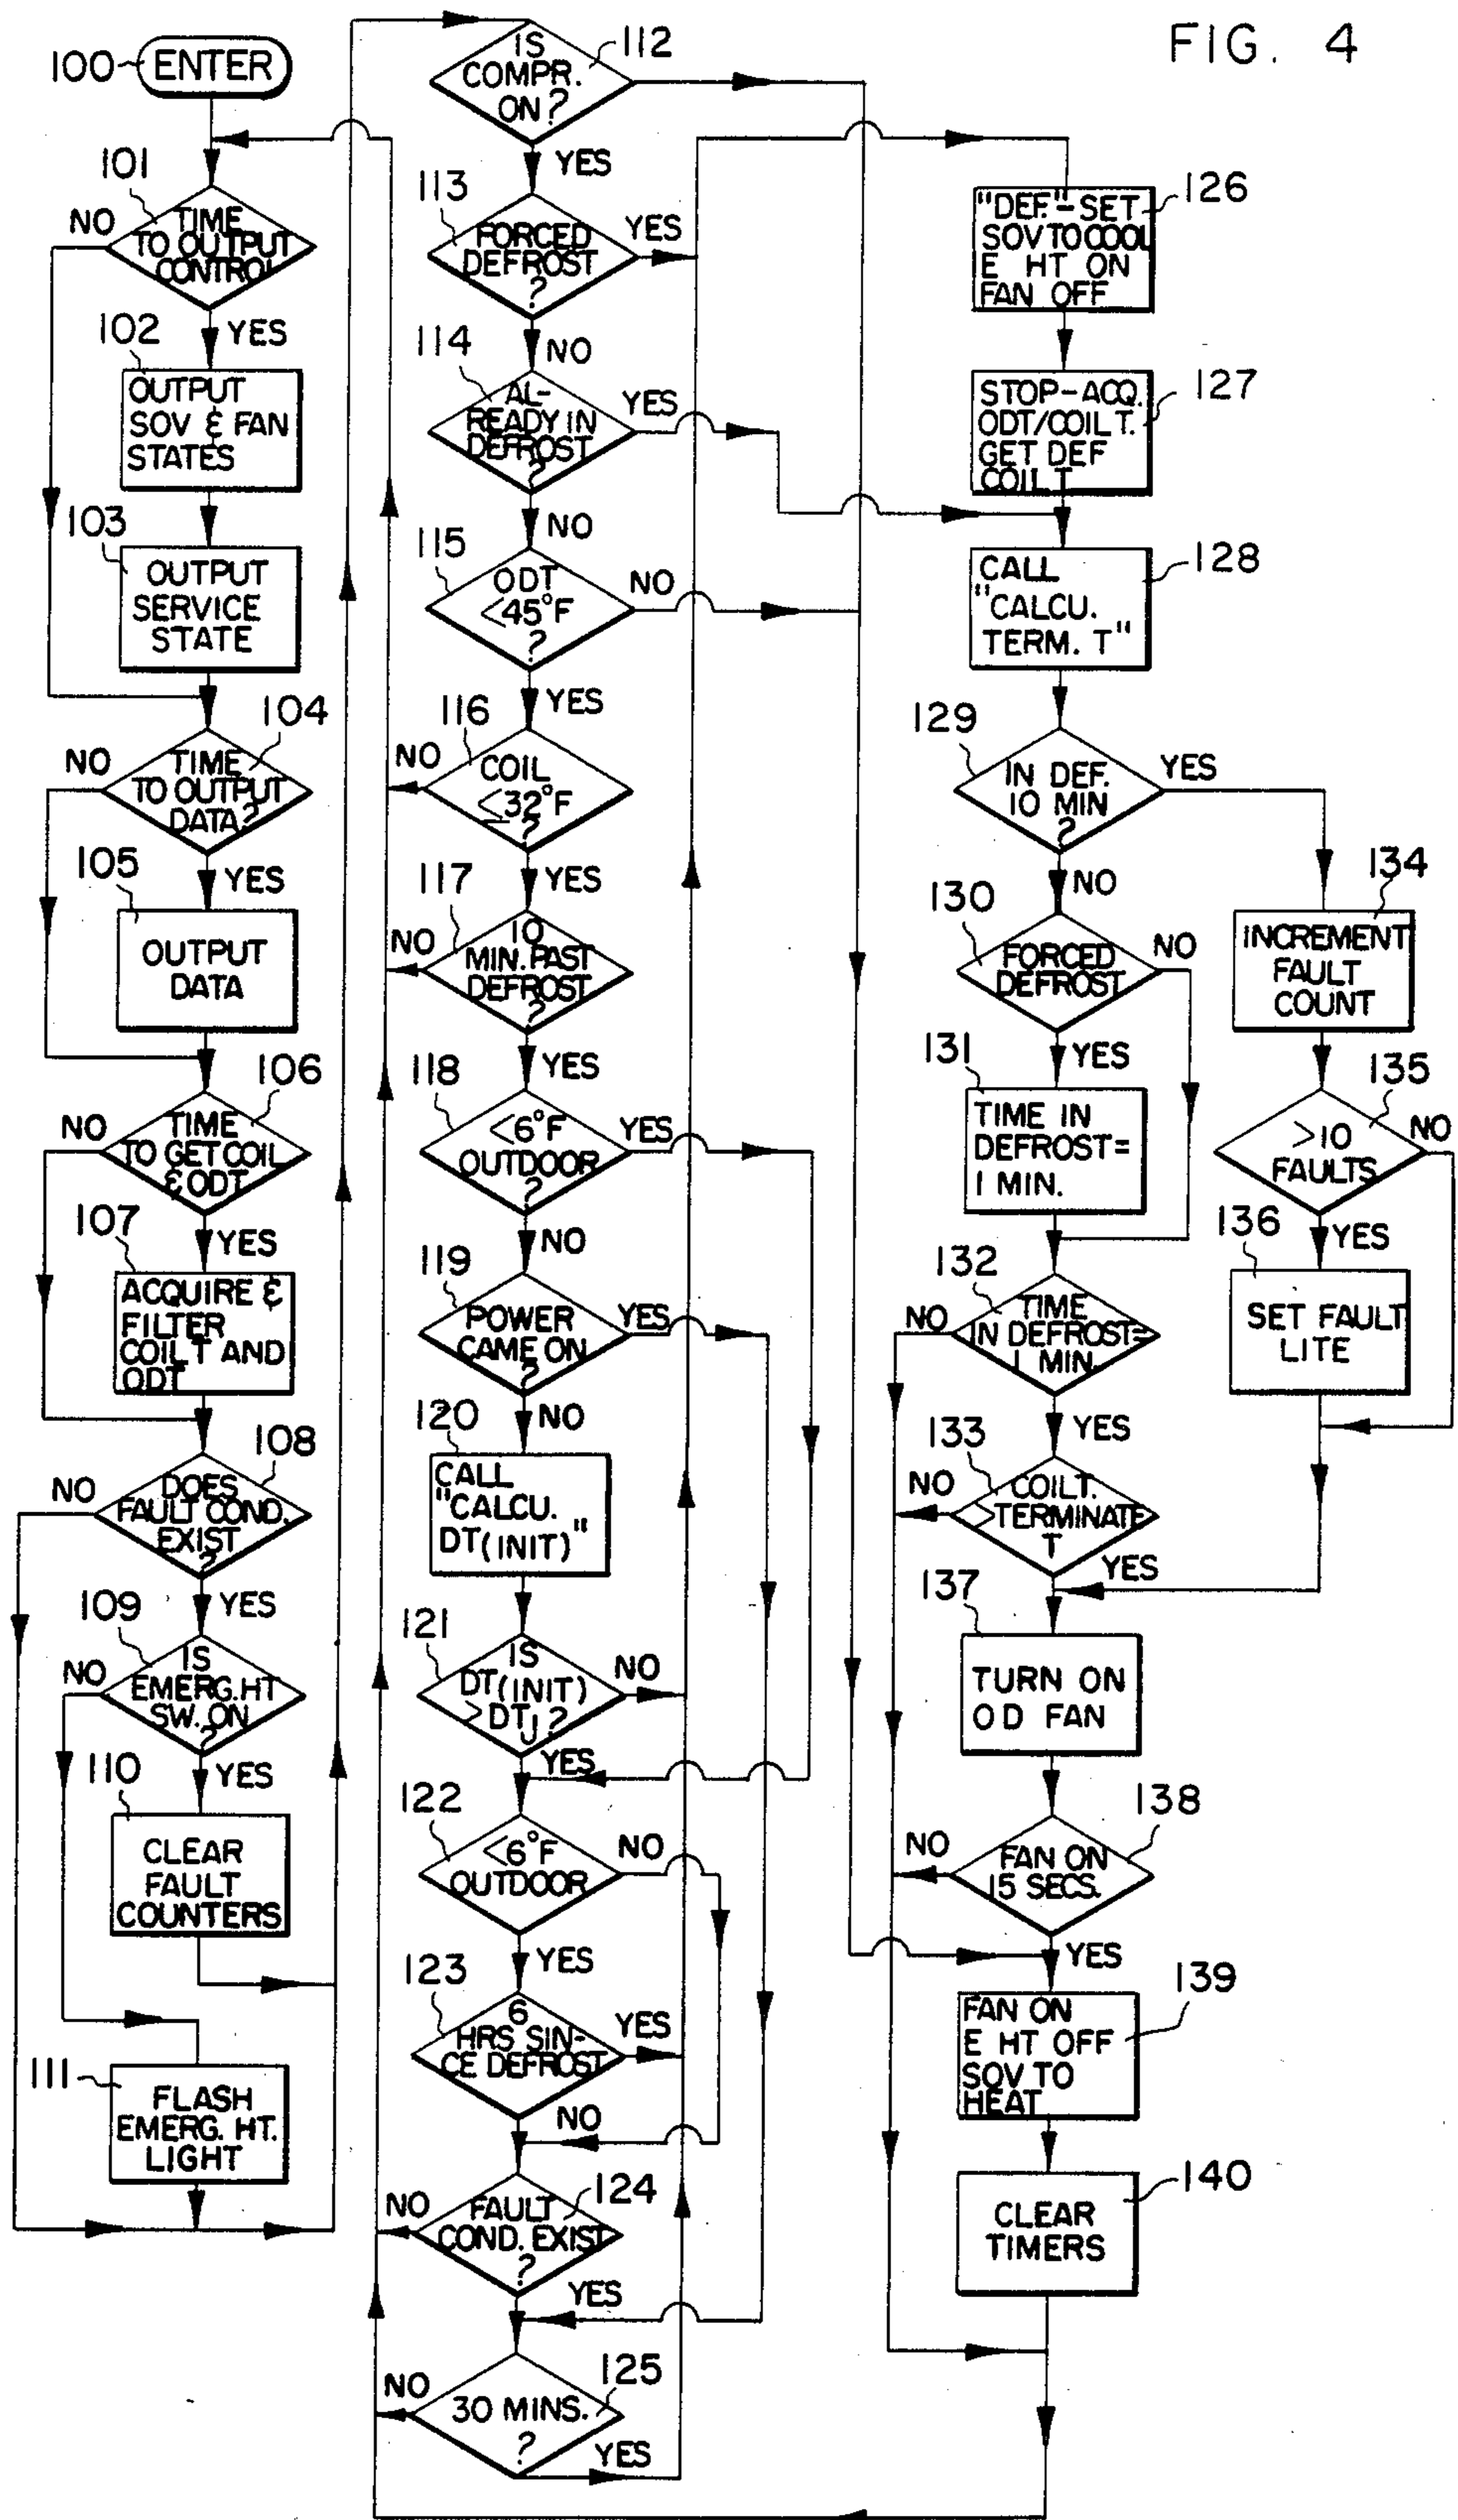 FIG. 4
100
ENTER
101
TIME
TO OUTPUT
CONTROL
NO
YES
102
OUTPUT
SOV & FAN
STATES
103
OUTPUT
SERVICE
STATE
104
TIME
TO OUTPUT
DATA?
NO
YES
105
OUTPUT
DATA
106
TIME
TO GET COIL
& ODT
NO
YES
107
ACQUIRE &
FILTER
COIL T AND
ODT
108
DOES
FAULT COND.
EXIST
?
NO
YES
109
IS
EMERG. HT
SW. ON
?
NO
YES
110
CLEAR
FAULT
COUNTERS
111
FLASH
EMERG. HT.
LIGHT
112
IS
COMPR.
ON?
YES
113
FORCED
DEFROST
?
YES
NO
114
AL-
READY IN
DEFROST
?
YES
NO
115
ODT
<45°F
?
NO
YES
116
COIL
≤32°F
?
NO
YES
117
10
MIN. PAST
DEFROST
?
NO
YES
118
<6°F
OUTDOOR
?
YES
NO
119
POWER
CAME ON
?
YES
NO
120
CALL
"CALCU.
DT(INIT)"
121
IS
DT(INIT)
>DTJ?
NO
YES
122
<6°F
OUTDOOR
NO
YES
123
6
HRS SIN-
CE DEFROST
YES
NO
124
FAULT
COND. EXIST
?
NO
YES
125
30 MINS.
?
NO
YES
126
"DEF."-SET
SOV TO COOL
E HT ON
FAN OFF
127
STOP-ACQ.
ODT/COIL T.
GET DEF
COIL T
128
CALL
"CALCU.
TERM. T"
129
IN DEF.
10 MIN
?
YES
NO
130
FORCED
DEFROST
NO
YES
131
TIME IN
DEFROST=
1 MIN.
132
TIME
IN DEFROST=
1 MIN.
NO
YES
133
COIL T.
>TERMINATE
T
NO
YES
134
INCREMENT
FAULT
COUNT
135
>10
FAULTS
NO
YES
136
SET FAULT
LITE
137
TURN ON
OD FAN
138
FAN ON
15 SECS.
NO
YES
139
FAN ON
E HT OFF
SOV TO
HEAT
140
CLEAR
TIMERS